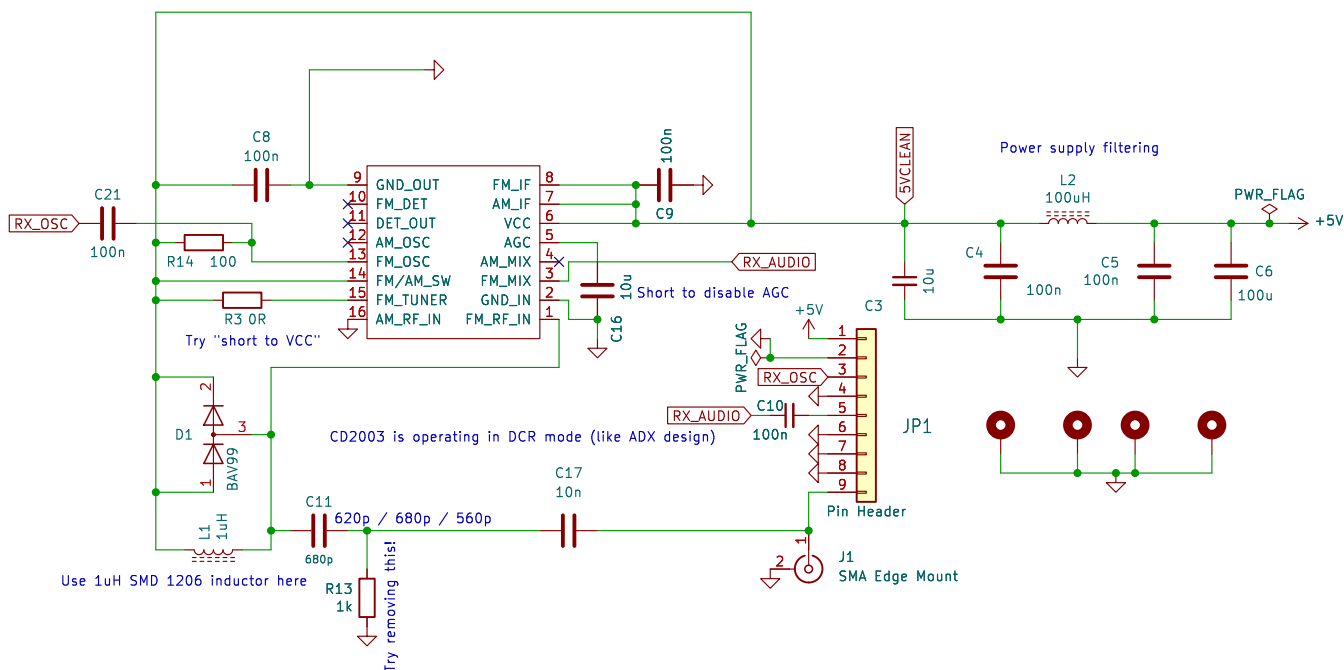 C8
100n
C21
RX_OSC
100n
R14 100
R3 0R
Try "short to VCC"
9 GND_OUT FM_IF 8
10 FM_DET AM_IF 7
11 DET_OUT VCC 6
12 AM_OSC AGC 5
13 FM_OSC AM_MIX 4
14 FM/AM_SW FM_MIX 3
15 FM_TUNER GND_IN 2
16 AM_RF_IN FM_RF_IN 1
100n
C9
RX_AUDIO
10u
C16
Short to disable AGC
5VCLEAN
Power supply filtering
L2
100uH
PWR_FLAG
+5V
C3
10u
C4
100n
C5
100n
C6
100u
+5V
PWR_FLAG
RX_OSC
RX_AUDIO
C10
100n
1
2
3
4
5
6
7
8
9
JP1
Pin Header
2
D1
3
1
BAV99
CD2003 is operating in DCR mode (like ADX design)
L1
1uH
Use 1uH SMD 1206 inductor here
C11
680p
620p / 680p / 560p
C17
10n
R13
1k
Try removing this!
1
2
J1
SMA Edge Mount